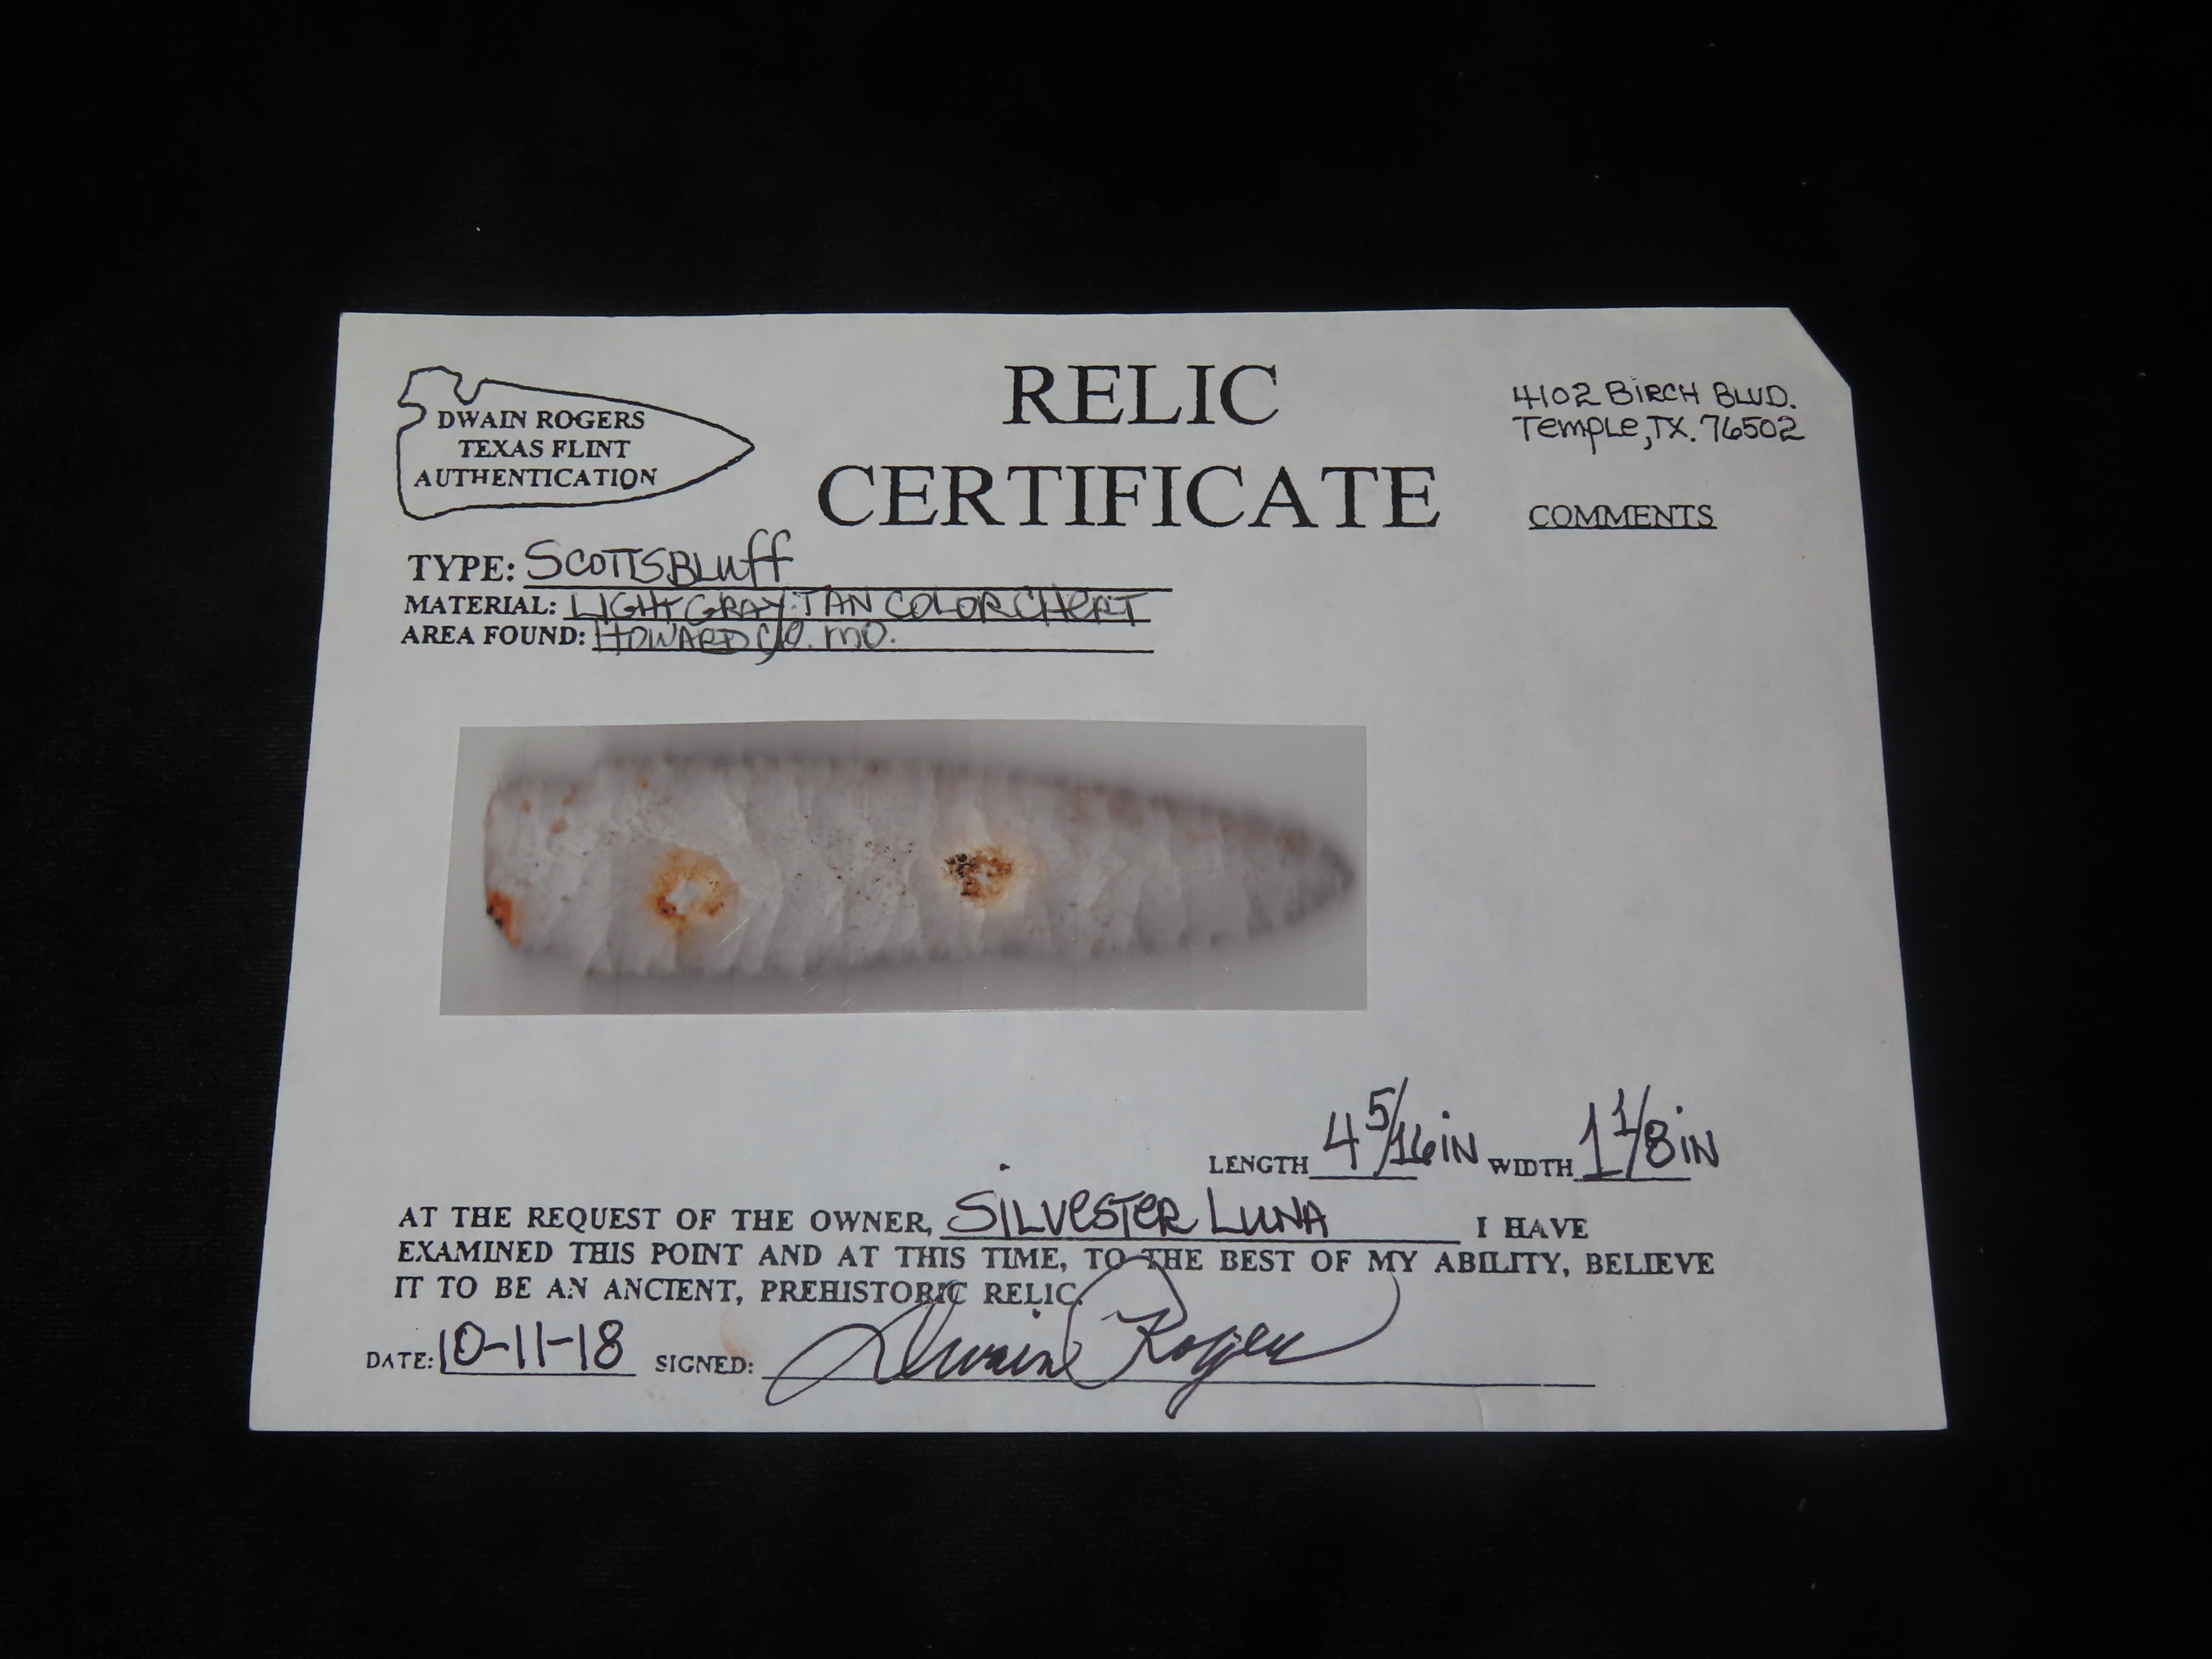 DWAIN ROGERS
TEXAS FLINT
AUTHENTICATION
RELIC
CERTIFICATE
4102 BIRCH BLVD.
Temple, TX. 76502
COMMENTS
TYPE: SCOTTSBLUFF
MATERIAL: LIGHT GRAY-TAN COLOR CHERT
AREA FOUND: HOWARD CO. MO.
LENGTH 4 5/16 IN WIDTH 1 1/8 IN
AT THE REQUEST OF THE OWNER, SILVESTER LUNA I HAVE
EXAMINED THIS POINT AND AT THIS TIME, TO THE BEST OF MY ABILITY, BELIEVE
IT TO BE AN ANCIENT, PREHISTORIC RELIC.
DATE: 10-11-18 SIGNED: Dwain Rogers